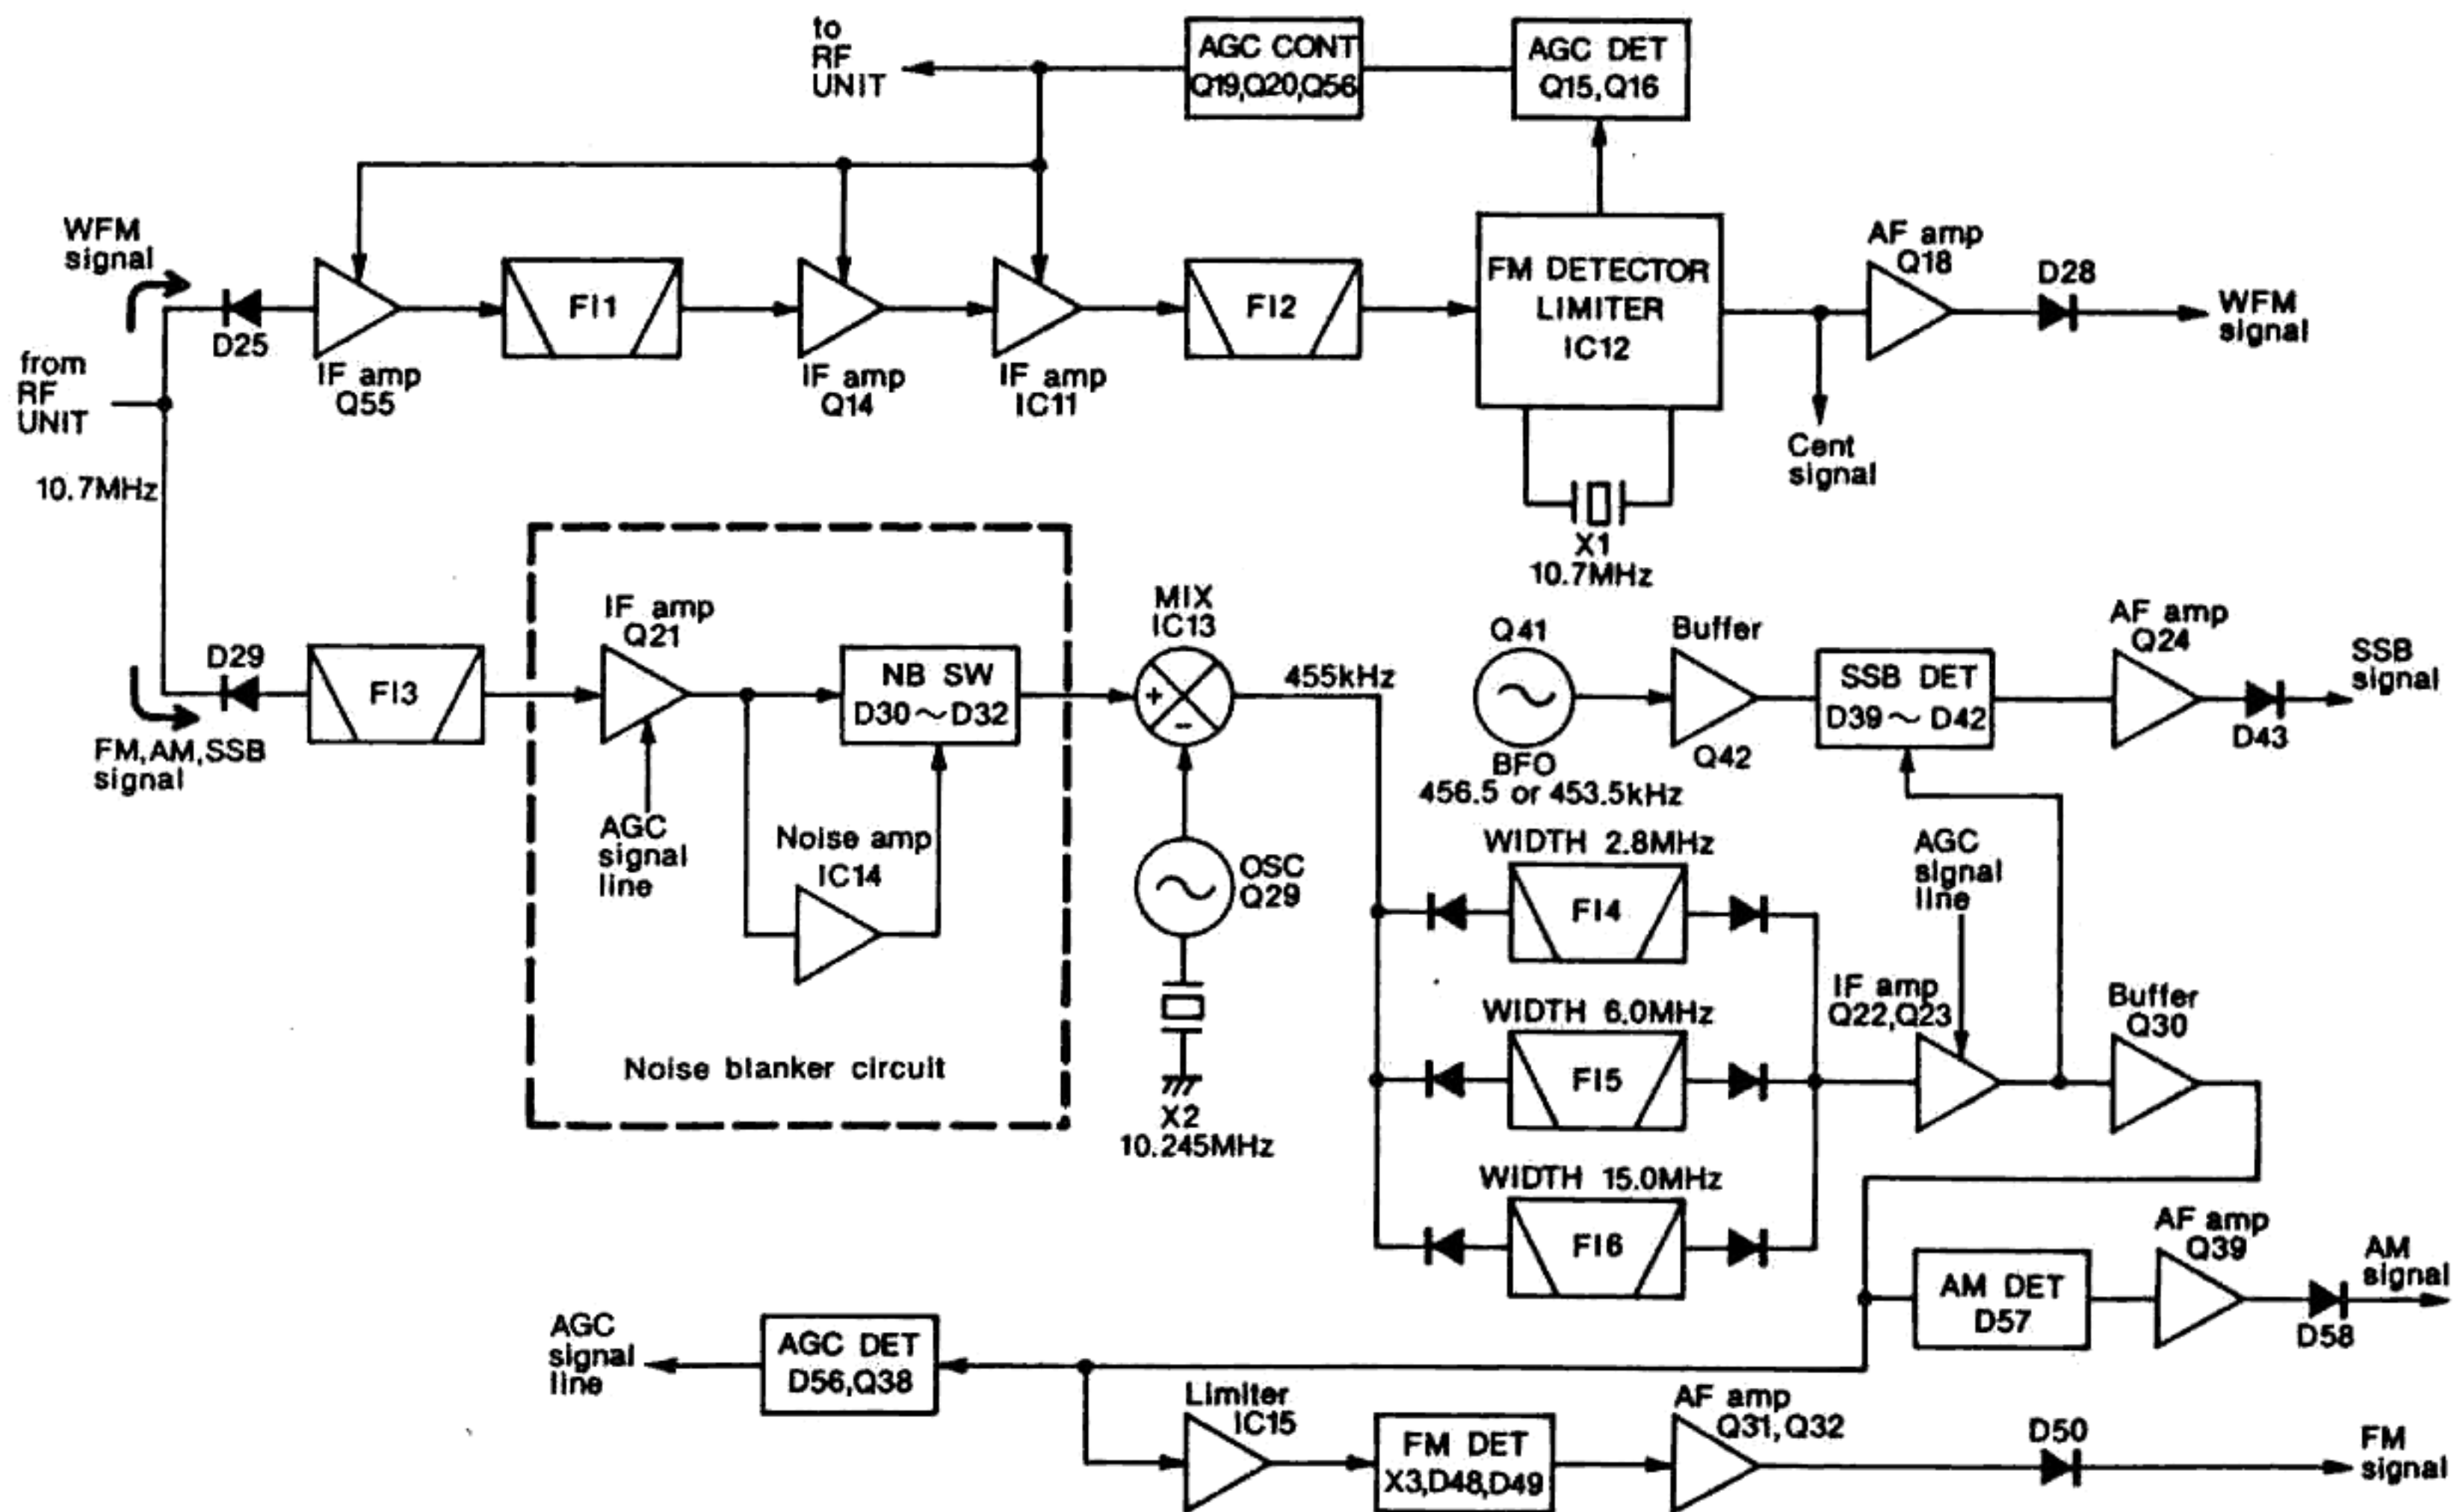 to
RF
UNIT
AGC CONT
Q19,Q20,Q56
AGC DET
Q15,Q16
WFM
signal
D25
IF amp
Q55
FI1
IF amp
Q14
IF amp
IC11
FI2
FM DETECTOR
LIMITER
IC12
AF amp
Q18
D28
WFM
signal
Cent
signal
X1
10.7MHz
from
RF
UNIT
10.7MHz
D29
FI3
FM,AM,SSB
signal
IF amp
Q21
AGC
signal
line
NB SW
D30～D32
Noise amp
IC14
Noise blanker circuit
MIX
IC13
+
-
OSC
Q29
X2
10.245MHz
455kHz
Q41
BFO
456.5 or 453.5kHz
Buffer
Q42
SSB DET
D39～D42
AF amp
Q24
D43
SSB
signal
WIDTH 2.8MHz
FI4
WIDTH 6.0MHz
FI5
WIDTH 15.0MHz
FI6
AGC
signal
line
IF amp
Q22,Q23
Buffer
Q30
AM DET
D57
AF amp
Q39
D58
AM
signal
AGC
signal
line
AGC DET
D56,Q38
Limiter
IC15
FM DET
X3,D48,D49
AF amp
Q31,Q32
D50
FM
signal